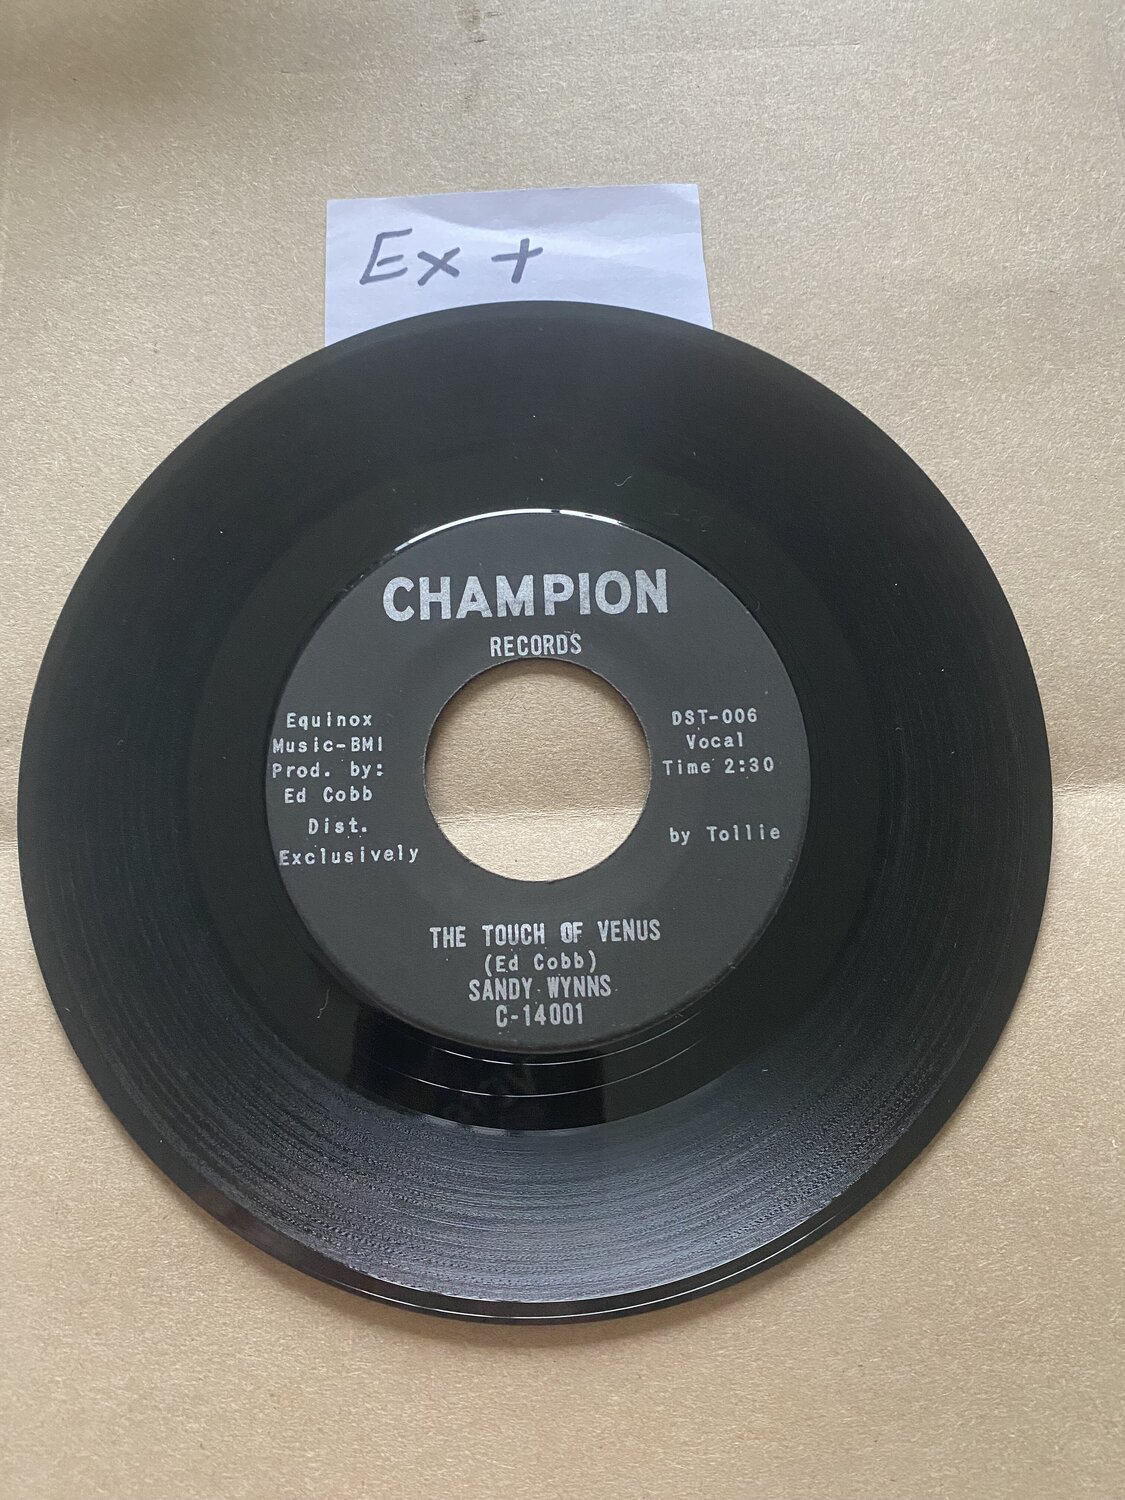 Ex +
CHAMPION
RECORDS
Equinox
Music-BMI
Prod. by:
Ed Cobb
Dist.
Exclusively
DST-006
Vocal
Time 2:30
by Tollie
THE TOUCH OF VENUS
(Ed Cobb)
SANDY WYNNS
C-14001